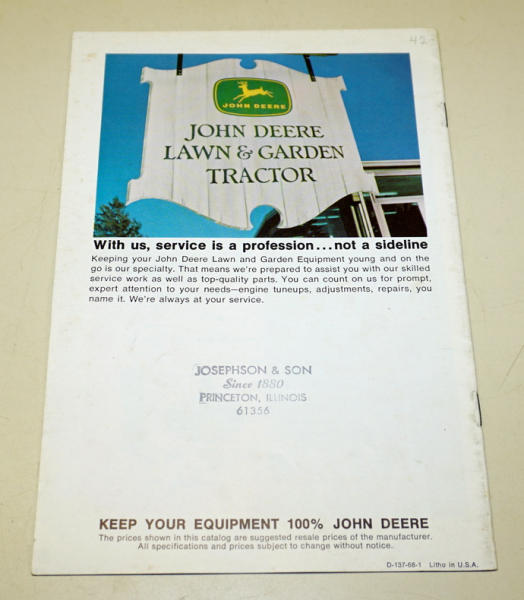 42-
JOHN DEERE
JOHN DEERE
LAWN & GARDEN
TRACTOR
With us, service is a profession...not a sideline
Keeping your John Deere Lawn and Garden Equipment young and on the
go is our specialty. That means we're prepared to assist you with our skilled
service work as well as top-quality parts. You can count on us for prompt,
expert attention to your needs—engine tuneups, adjustments, repairs, you
name it. We're always at your service.
JOSEPHSON & SON
Since 1880
PRINCETON, ILLINOIS
61356
KEEP YOUR EQUIPMENT 100% JOHN DEERE
The prices shown in this catalog are suggested resale prices of the manufacturer.
All specifications and prices subject to change without notice.
D-137-68-1 Litho in U.S.A.